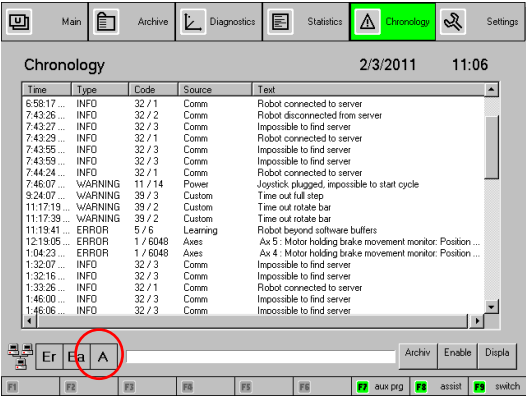 Main Archive Diagnostics Statistics Chronology Settings
Chronology 2/3/2011 11:06
Time Type Code Source Text
6:58:17 ... INFO 32 / 1 Comm Robot connected to server
7:43:26 ... INFO 32 / 2 Comm Robot disconnected from server
7:43:27 ... INFO 32 / 3 Comm Impossible to find server
7:43:29 ... INFO 32 / 1 Comm Robot connected to server
7:43:55 ... INFO 32 / 3 Comm Impossible to find server
7:43:59 ... INFO 32 / 3 Comm Impossible to find server
7:44:24 ... INFO 32 / 1 Comm Robot connected to server
7:46:07 ... WARNING 11 / 14 Power Joystick plugged, impossible to start cycle
9:24:07 ... WARNING 39 / 3 Custom Time out full step
11:17:19 ... WARNING 39 / 2 Custom Time out rotate bar
11:17:39 ... WARNING 39 / 2 Custom Time out rotate bar
11:19:41 ... ERROR 5 / 6 Learning Robot beyond software buffers
12:19:05 ... ERROR 1 / 6048 Axes Ax 5 : Motor holding brake movement monitor: Position ...
1:04:23 ... ERROR 1 / 6048 Axes Ax 4 : Motor holding brake movement monitor: Position ...
1:32:07 ... INFO 32 / 3 Comm Impossible to find server
1:32:16 ... INFO 32 / 3 Comm Impossible to find server
1:33:26 ... INFO 32 / 1 Comm Robot connected to server
1:46:00 ... INFO 32 / 3 Comm Impossible to find server
1:46:06 ... INFO 32 / 3 Comm Impossible to find server
Er Ea A Archiv Enable Displa
F1 F2 F3 F4 F5 F6 F7 aux prg F8 assist F9 switch